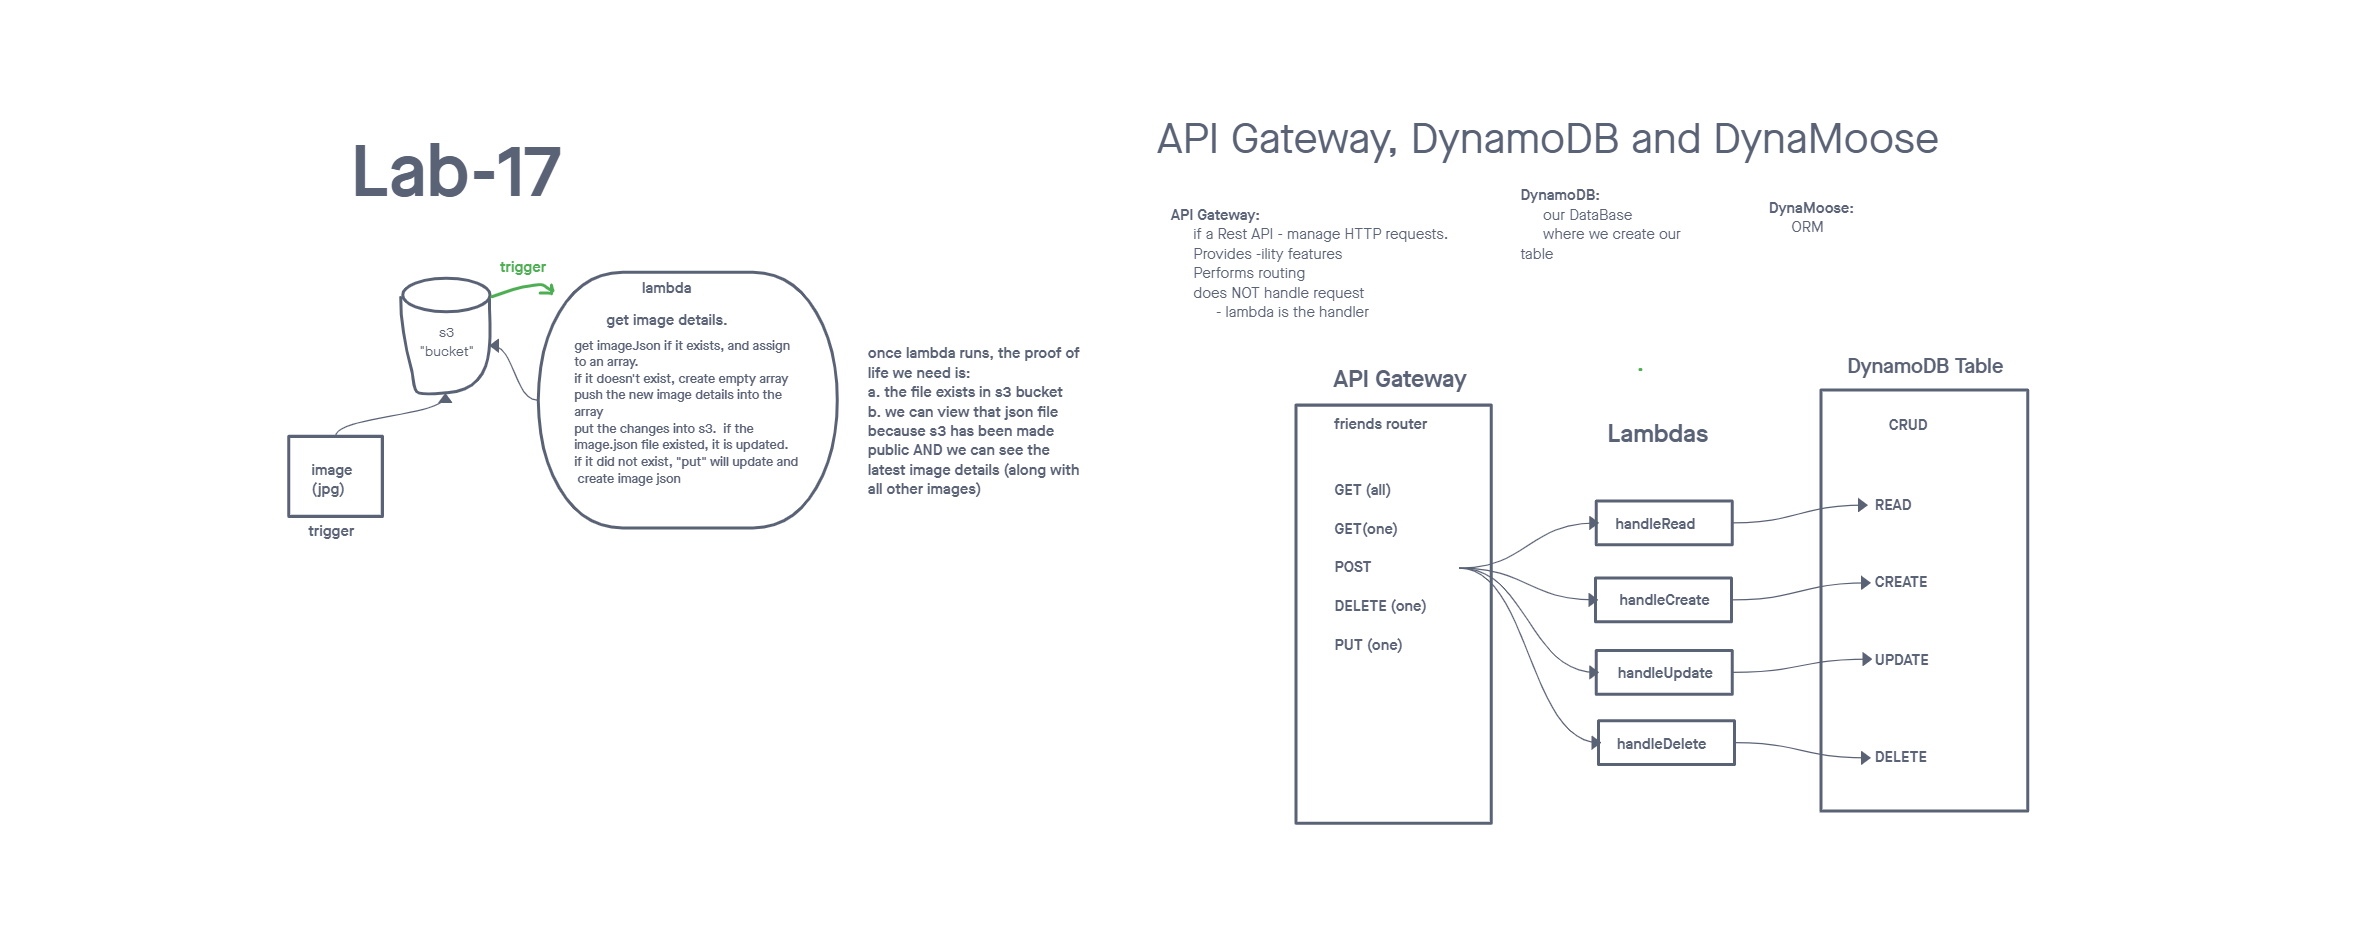 Lab-17
trigger
s3
"bucket"
image
(jpg)
trigger
lambda
get image details.
get imageJson if it exists, and assign
to an array.
if it doesn't exist, create empty array
push the new image details into the
array
put the changes into s3.  if the
image.json file existed, it is updated.
if it did not exist, "put" will update and
create image json
once lambda runs, the proof of
life we need is:
a. the file exists in s3 bucket
b. we can view that json file
because s3 has been made
public AND we can see the
latest image details (along with
all other images)
API Gateway, DynamoDB and DynaMoose
API Gateway:
if a Rest API - manage HTTP requests.
Provides -ility features
Performs routing
does NOT handle request
- lambda is the handler
DynamoDB:
our DataBase
where we create our
table
DynaMoose:
ORM
API Gateway
friends router
GET (all)
GET(one)
POST
DELETE (one)
PUT (one)
Lambdas
handleRead
handleCreate
handleUpdate
handleDelete
DynamoDB Table
CRUD
READ
CREATE
UPDATE
DELETE